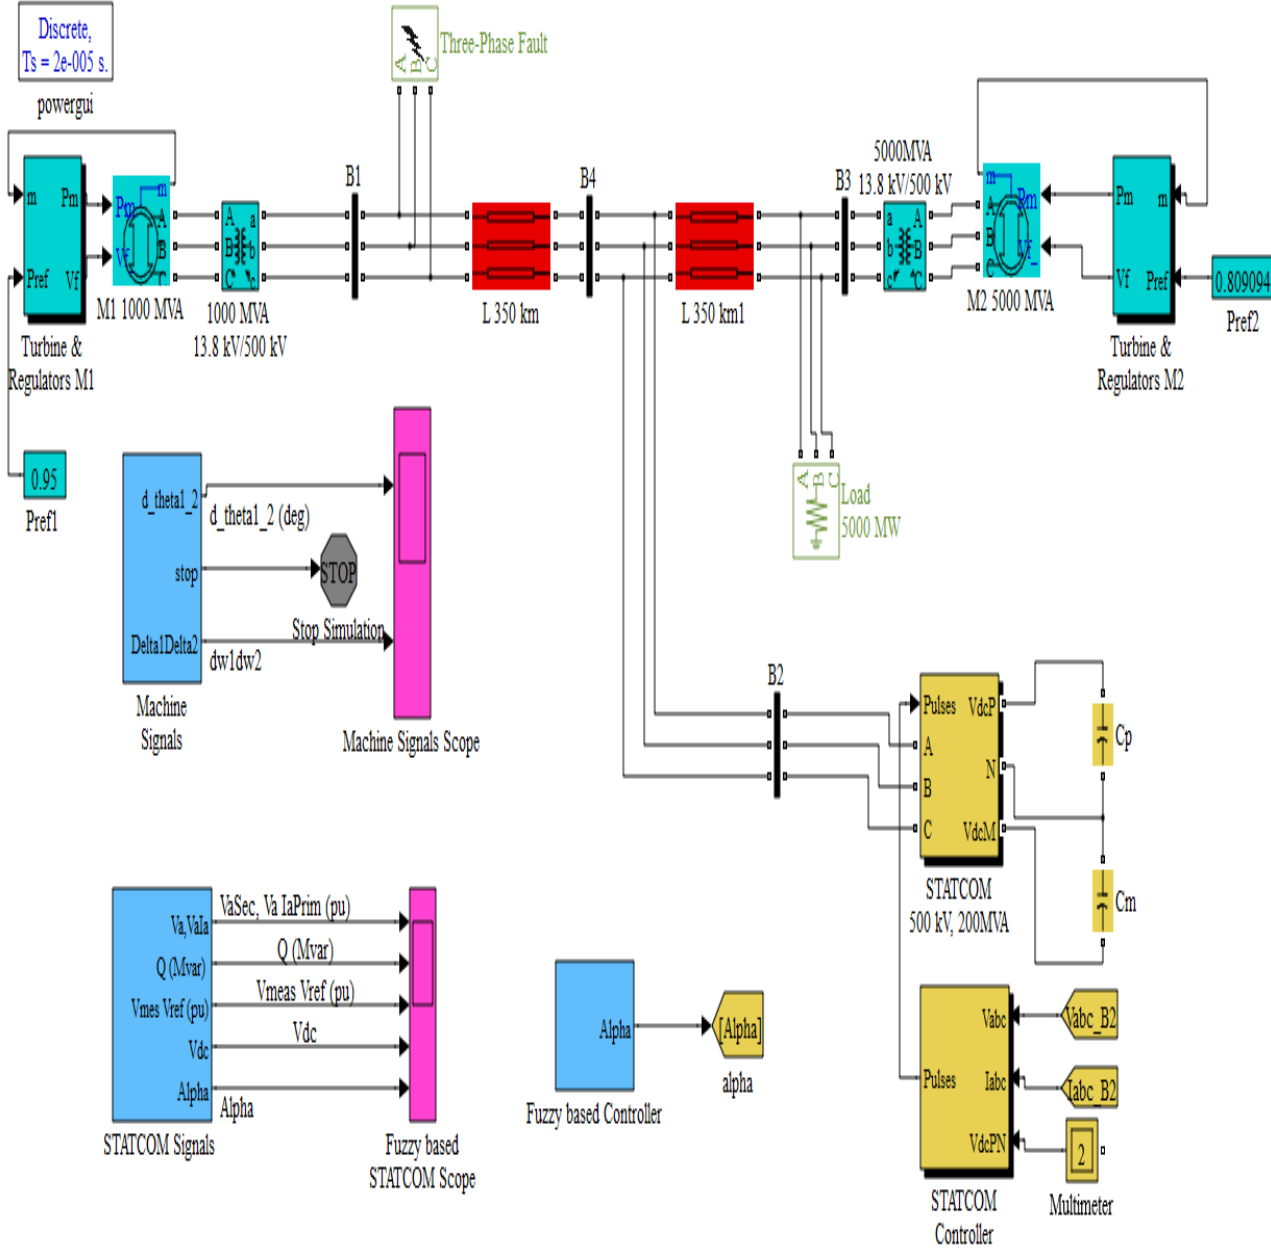 Discrete,
Ts = 2e-005 s.
powergui
A
B
C
Three-Phase Fault
m
Pm
Pref
Vf
Turbine &
Regulators M1
Pm
m
Vf_
A
B
C
M1 1000 MVA
A
B
C
a
b
c
1000 MVA
13.8 kV/500 kV
B1
L 350 km
B4
L 350 km1
B3
5000MVA
13.8 kV/500 kV
a
b
c
A
B
C
m
Pm
A
B
C
Vf_
M2 5000 MVA
Pm
m
Vf
Pref
Turbine &
Regulators M2
0.809094
Pref2
0.95
Pref1
d_theta1_2
stop
Delta1Delta2
Machine
Signals
d_theta1_2 (deg)
STOP
Stop Simulation
dw1dw2
Machine Signals Scope
A
B
C
Load
5000 MW
B2
Pulses
VdcP
A
N
B
C
VdcM
STATCOM
500 kV, 200MVA
Cp
Cm
Va,VaIa
Q (Mvar)
Vmes Vref (pu)
Vdc
Alpha
STATCOM Signals
VaSec, Va IaPrim (pu)
Q (Mvar)
Vmeas Vref (pu)
Vdc
Alpha
Fuzzy based
STATCOM Scope
Alpha
Fuzzy based Controller
[Alpha]
alpha
Vabc
Iabc
Pulses
VdcPN
STATCOM
Controller
Vabc_B2
Iabc_B2
2
Multimeter